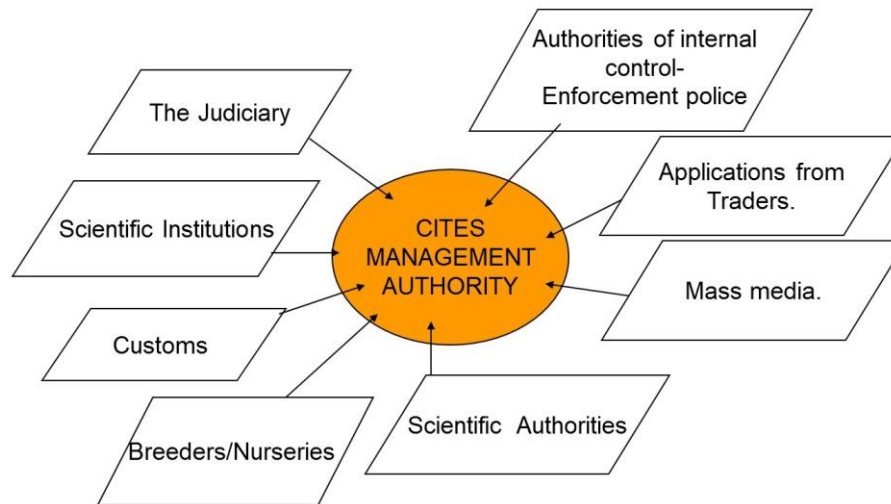 Authorities of internal
control-
Enforcement police
The Judiciary
Applications from
Traders.
Scientific Institutions
CITES
MANAGEMENT
AUTHORITY
Mass media.
Customs
Scientific Authorities
Breeders/Nurseries